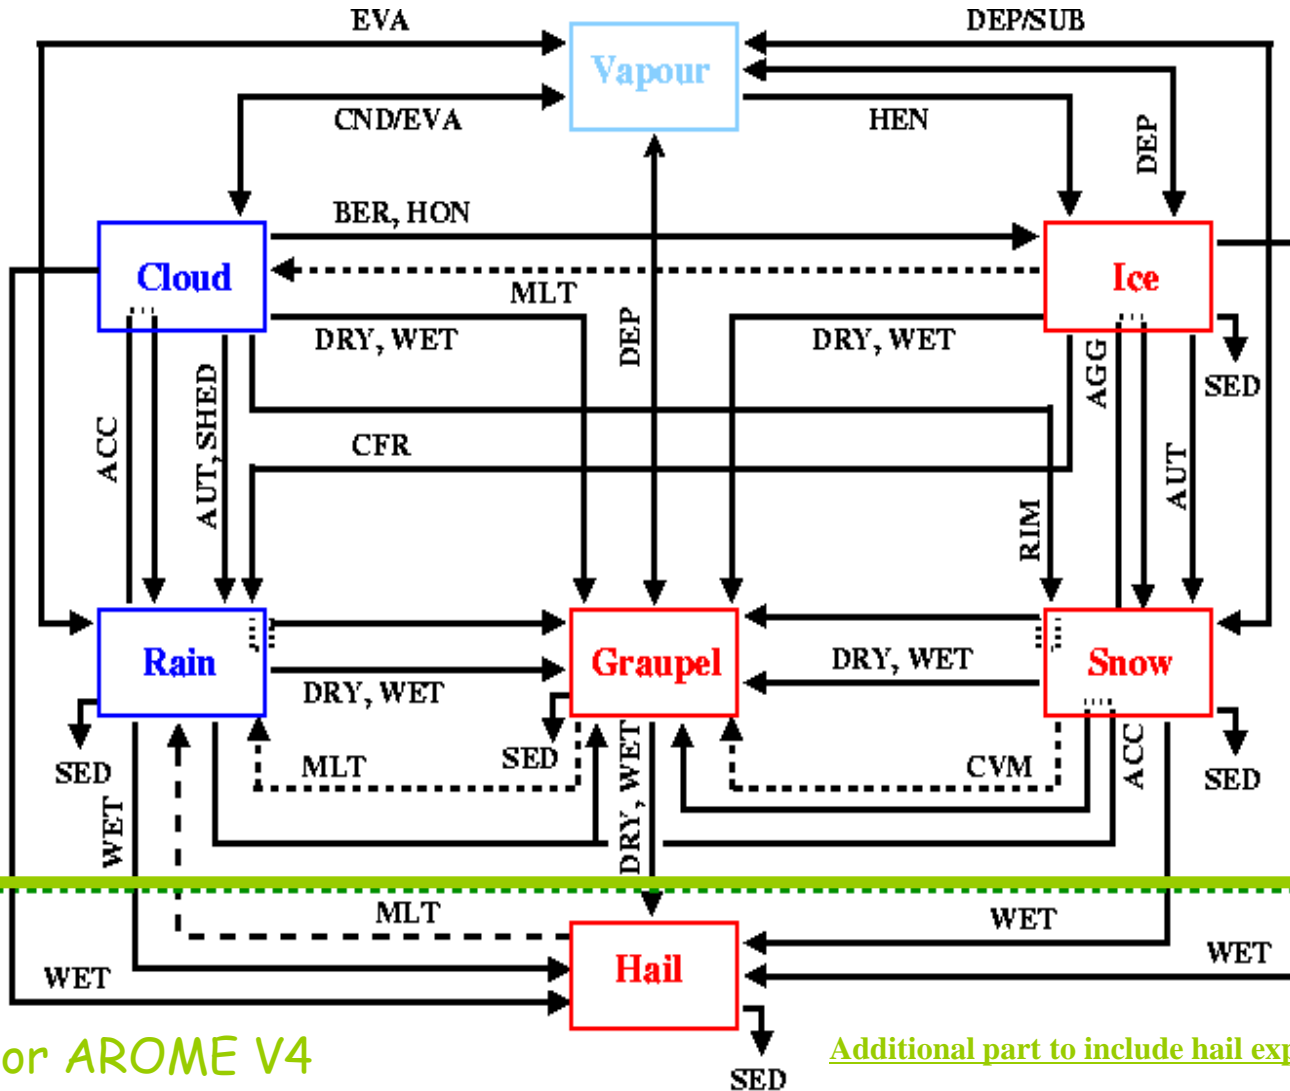 EVA
DEP/SUB
Vapour
CND/EVA
HEN
DEP
BER, HON
Cloud
Ice
MLT
DRY, WET
DEP
DRY, WET
AGG
SED
ACC
AUT, SHED
CFR
AUT
RIM
Rain
Graupel
Snow
DRY, WET
DRY, WET
SED
MLT
SED
DRY, WET
CVM
ACC
SED
WET
MLT
WET
WET
Hail
WET
or AROME V4
Additional part to include hail exp
SED